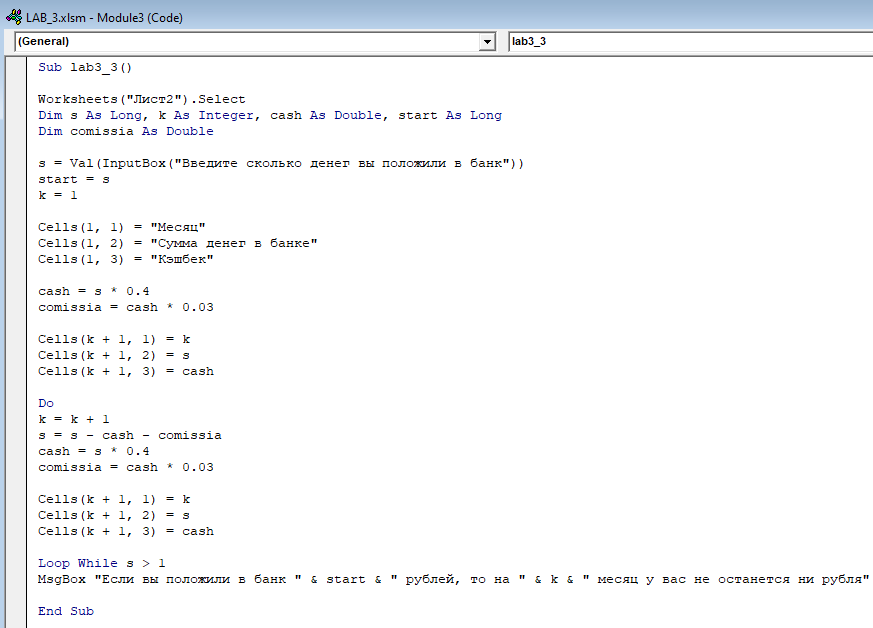 LAB_3.xlsm - Module3 (Code)
(General) lab3_3
Sub lab3_3()
Worksheets("Лист2").Select
Dim s As Long, k As Integer, cash As Double, start As Long
Dim comissia As Double
s = Val(InputBox("Введите сколько денег вы положили в банк"))
start = s
k = 1
Cells(1, 1) = "Месяц"
Cells(1, 2) = "Сумма денег в банке"
Cells(1, 3) = "Кэшбек"
cash = s * 0.4
comissia = cash * 0.03
Cells(k + 1, 1) = k
Cells(k + 1, 2) = s
Cells(k + 1, 3) = cash
Do
k = k + 1
s = s - cash - comissia
cash = s * 0.4
comissia = cash * 0.03
Cells(k + 1, 1) = k
Cells(k + 1, 2) = s
Cells(k + 1, 3) = cash
Loop While s > 1
MsgBox "Если вы положили в банк " & start & " рублей, то на " & k & " месяц у вас не останется ни рубля"
End Sub